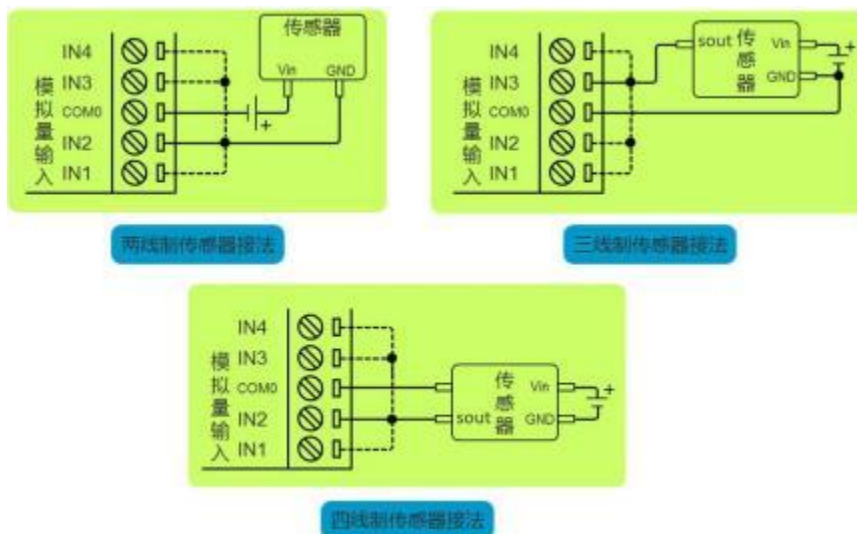 传感器
Vin GND
IN4
IN3
COM0
IN2
IN1
模拟量输入
+
两线制传感器接法
IN4
IN3
COM0
IN2
IN1
模拟量输入
sout
传感器
Vin
GND
+
三线制传感器接法
IN4
IN3
COM0
IN2
IN1
模拟量输入
传感器
Vin
sout
GND
+
四线制传感器接法